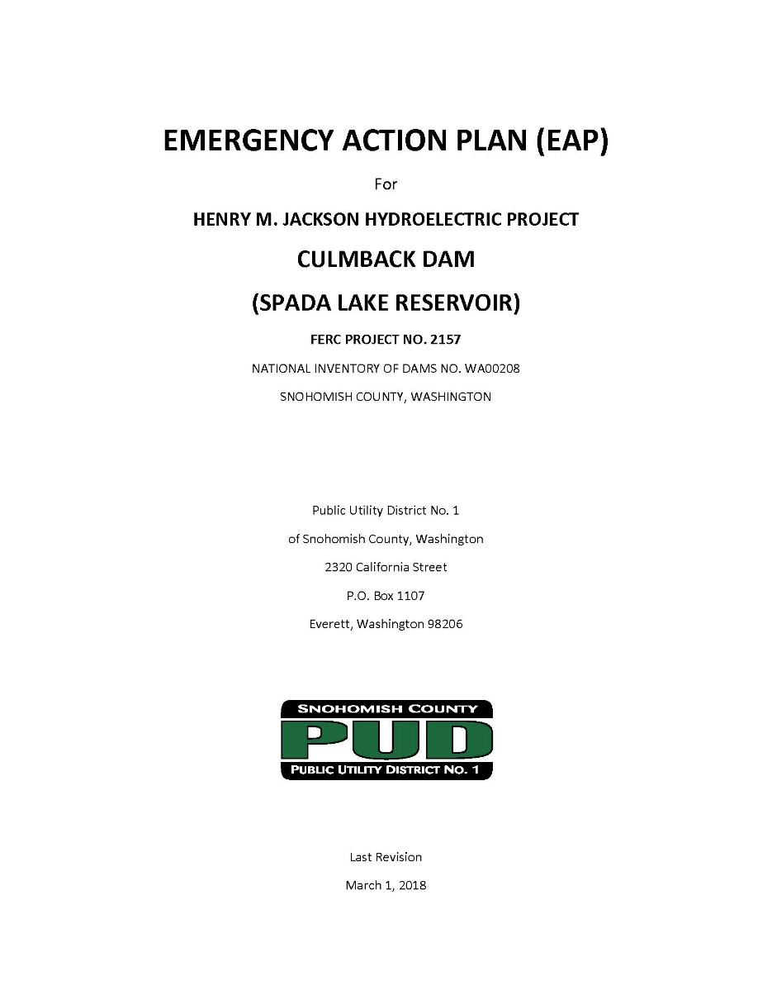 EMERGENCY ACTION PLAN (EAP)
For
HENRY M. JACKSON HYDROELECTRIC PROJECT
CULMBACK DAM
(SPADA LAKE RESERVOIR)
FERC PROJECT NO. 2157
NATIONAL INVENTORY OF DAMS NO. WA00208
SNOHOMISH COUNTY, WASHINGTON
Public Utility District No. 1
of Snohomish County, Washington
2320 California Street
P.O. Box 1107
Everett, Washington 98206
SNOHOMISH COUNTY
PUD
PUBLIC UTILITY DISTRICT NO. 1
Last Revision
March 1, 2018